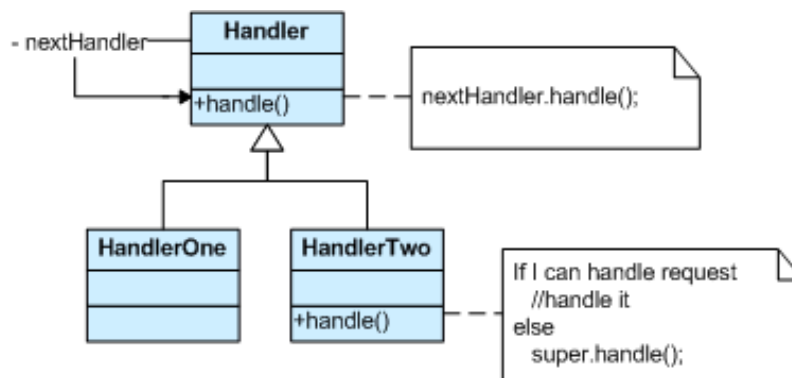 Handler
- nextHandler
+handle()
nextHandler.handle();
HandlerOne
HandlerTwo
+handle()
If I can handle request
//handle it
else
super.handle();